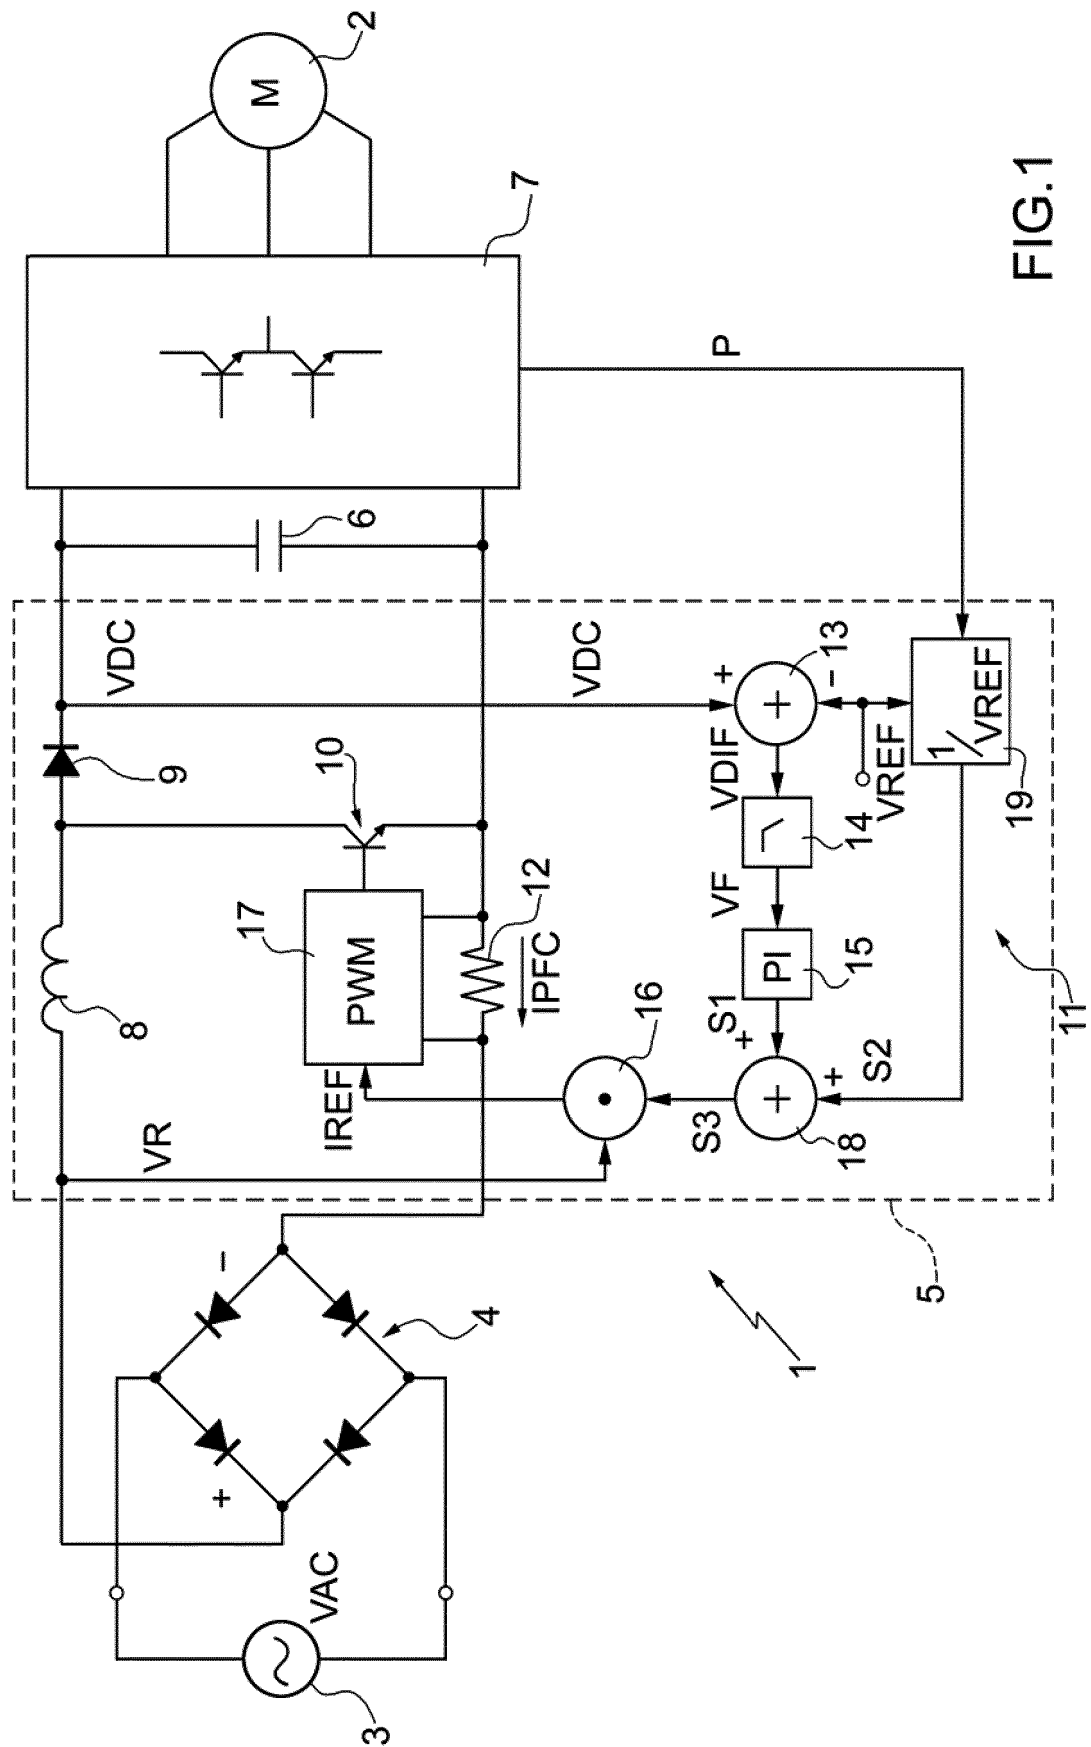 FIG.1
3
VAC
+
−
4
1
5
VR
8
17
PWM
IREF
10
9
VDC
12
IPFC
16
S3
18
+
+
S2
+
+
S1
PI
15
VF
14
VDIF
VDC
+
+
−
13
VREF
1/VREF
19
11
6
P
7
M
2